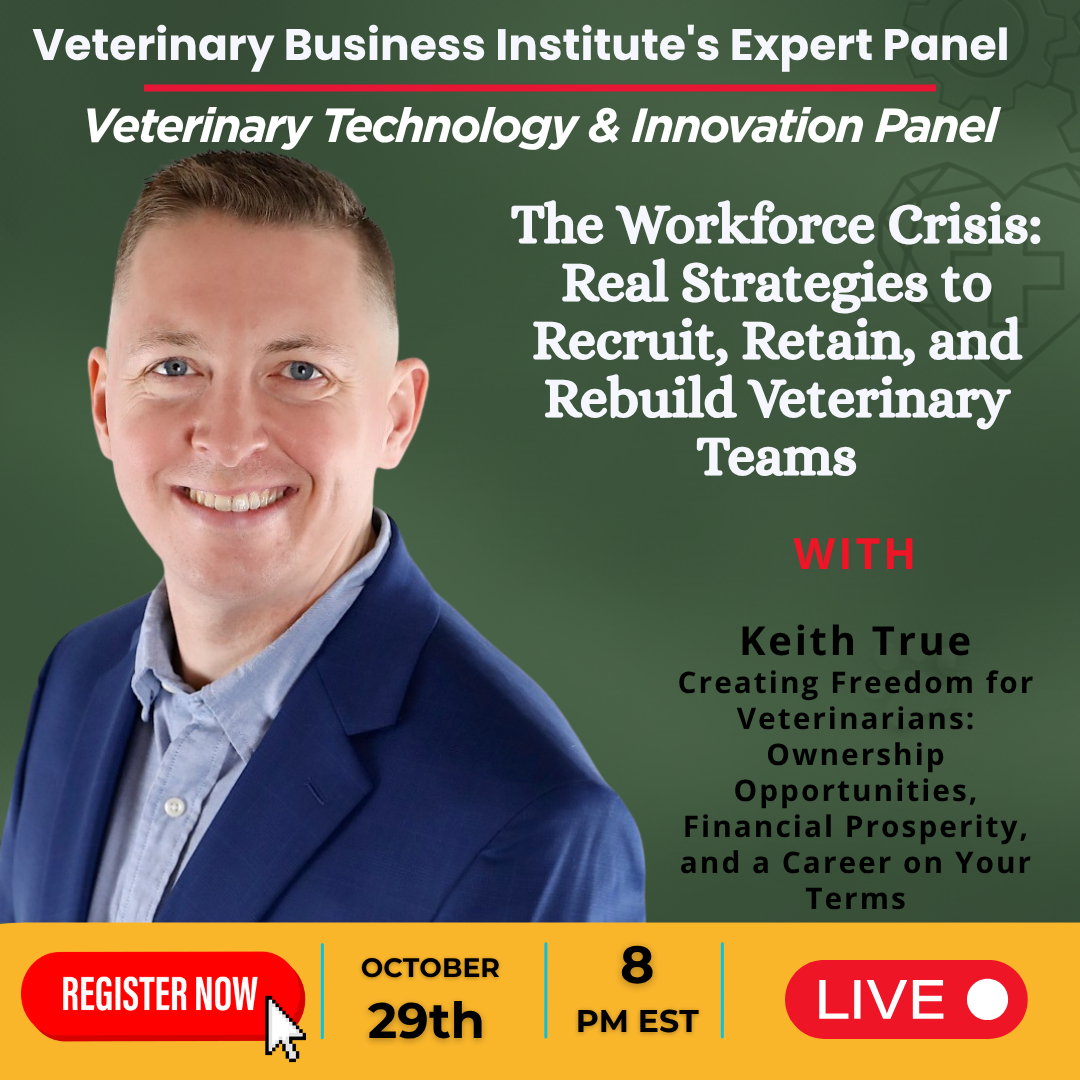 Veterinary Business Institute's Expert Panel
Veterinary Technology & Innovation Panel
The Workforce Crisis:
Real Strategies to
Recruit, Retain, and
Rebuild Veterinary
Teams
WITH
Keith True
Creating Freedom for
Veterinarians:
Ownership
Opportunities,
Financial Prosperity,
and a Career on Your
Terms
REGISTER NOW
OCTOBER
29th
8
PM EST
LIVE